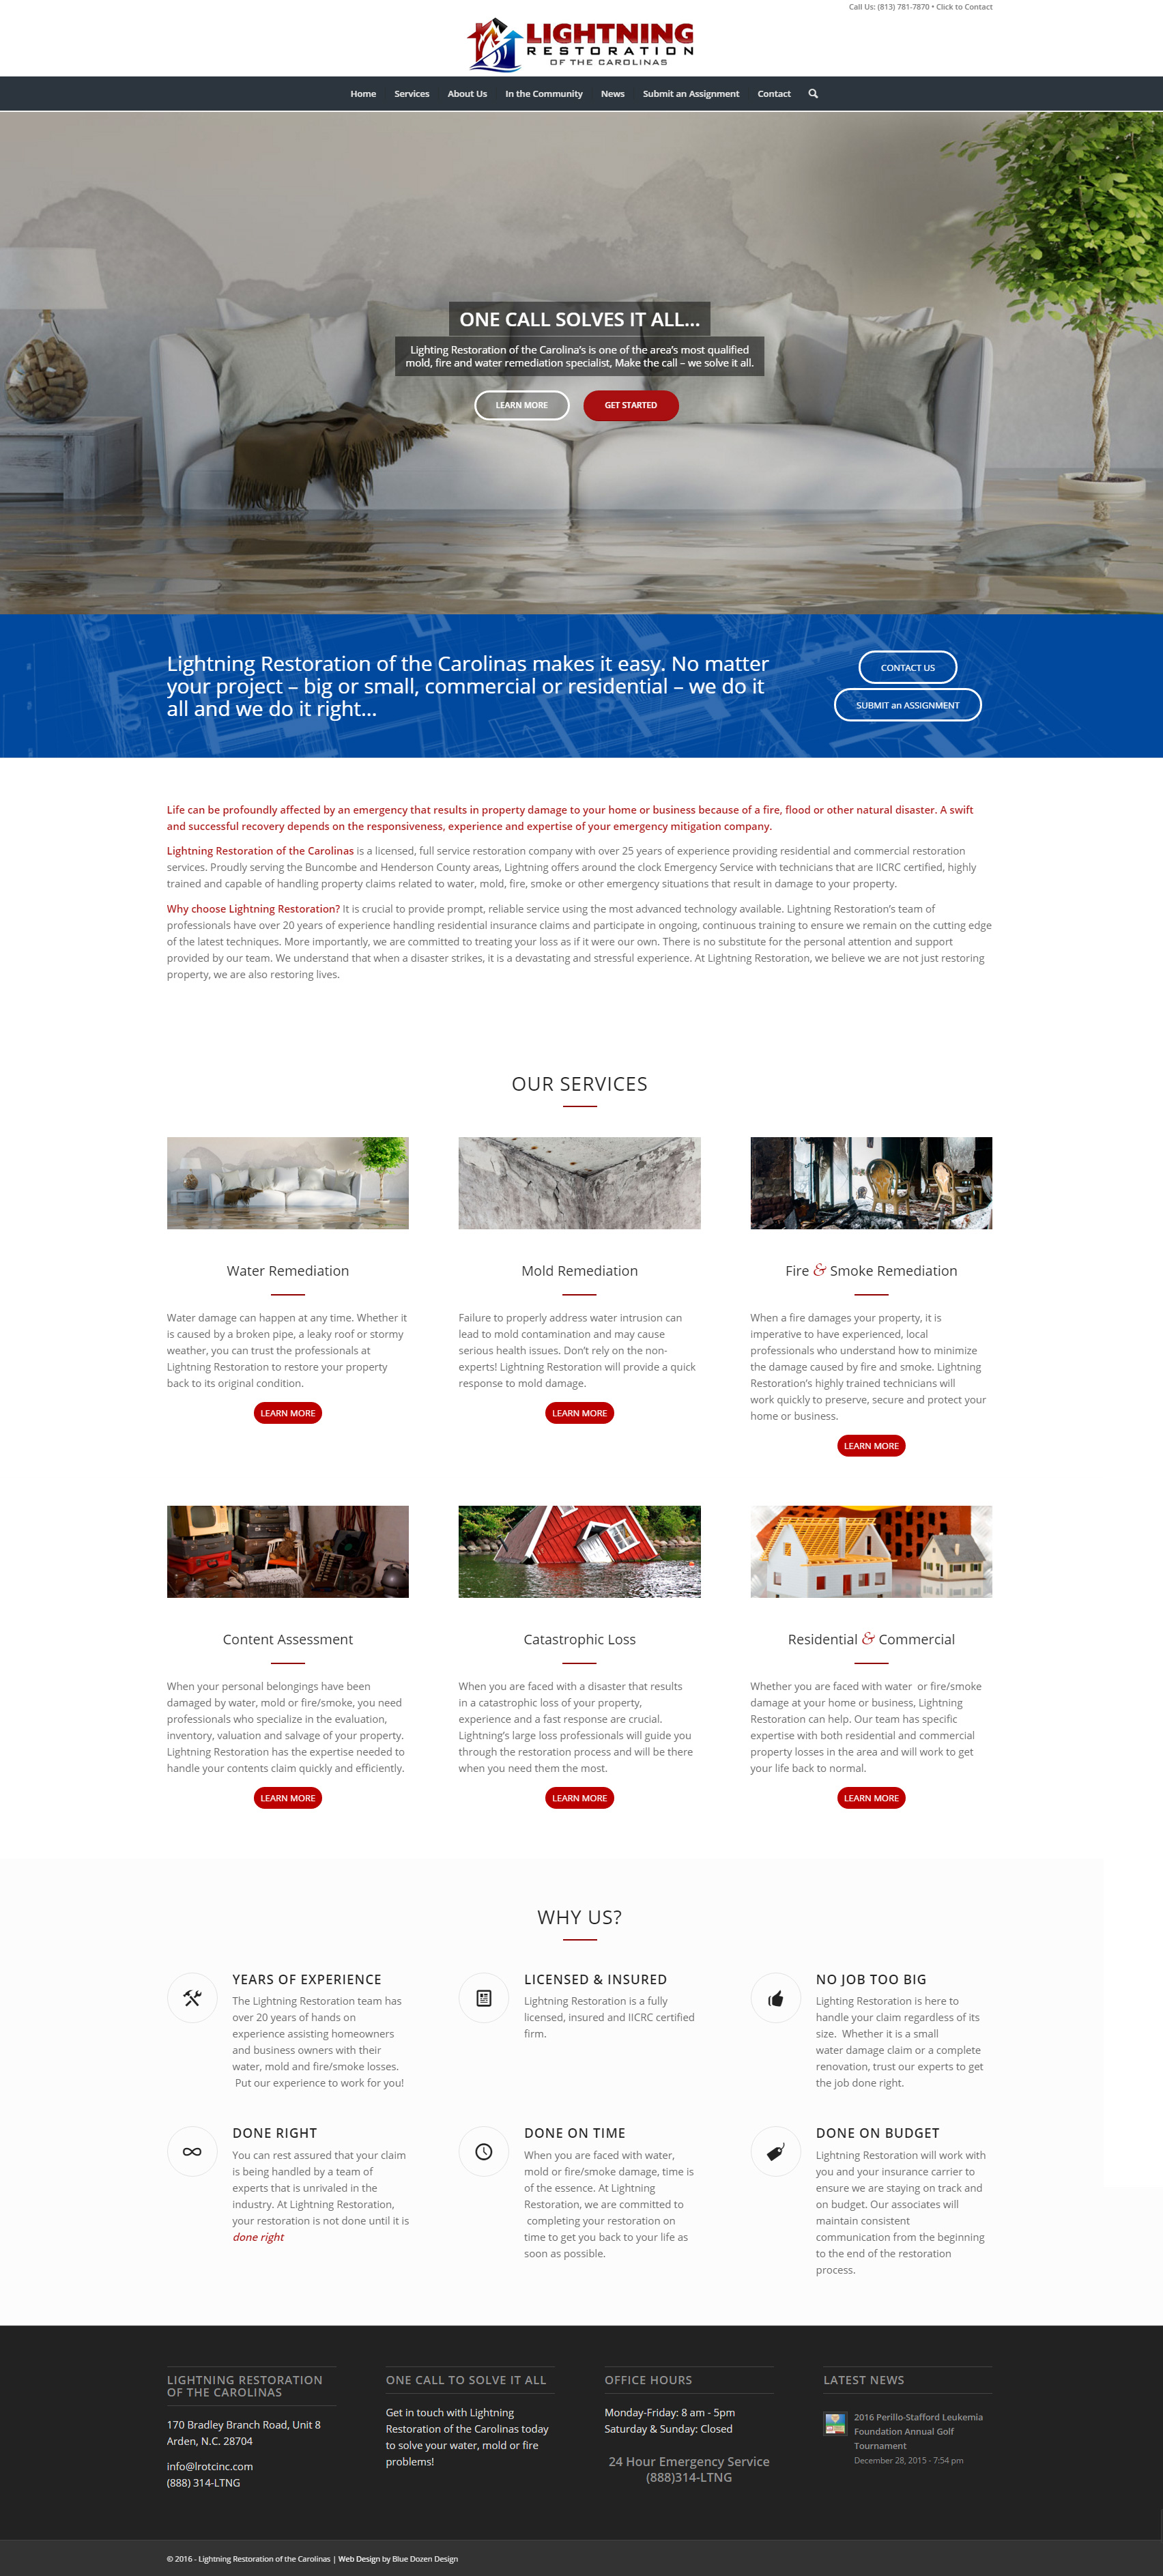 Call Us: (813) 781-7870 • Click to Contact
LIGHTNING
RESTORATION
OF THE CAROLINAS
Home Services About Us In the Community News Submit an Assignment Contact
ONE CALL SOLVES IT ALL...
Lighting Restoration of the Carolina's is one of the area's most qualified
mold, fire and water remediation specialist, Make the call – we solve it all.
LEARN MORE GET STARTED
Lightning Restoration of the Carolinas makes it easy. No matter
your project – big or small, commercial or residential – we do it
all and we do it right…
CONTACT US
SUBMIT an ASSIGNMENT
Life can be profoundly affected by an emergency that results in property damage to your home or business because of a fire, flood or other natural disaster. A swift
and successful recovery depends on the responsiveness, experience and expertise of your emergency mitigation company.
Lightning Restoration of the Carolinas is a licensed, full service restoration company with over 25 years of experience providing residential and commercial restoration
services. Proudly serving the Buncombe and Henderson County areas, Lightning offers around the clock Emergency Service with technicians that are IICRC certified, highly
trained and capable of handling property claims related to water, mold, fire, smoke or other emergency situations that result in damage to your property.
Why choose Lightning Restoration? It is crucial to provide prompt, reliable service using the most advanced technology available. Lightning Restoration's team of
professionals have over 20 years of experience handling residential insurance claims and participate in ongoing, continuous training to ensure we remain on the cutting edge
of the latest techniques. More importantly, we are committed to treating your loss as if it were our own. There is no substitute for the personal attention and support
provided by our team. We understand that when a disaster strikes, it is a devastating and stressful experience. At Lightning Restoration, we believe we are not just restoring
property, we are also restoring lives.
OUR SERVICES
Water Remediation
Water damage can happen at any time. Whether it
is caused by a broken pipe, a leaky roof or stormy
weather, you can trust the professionals at
Lightning Restoration to restore your property
back to its original condition.
LEARN MORE
Mold Remediation
Failure to properly address water intrusion can
lead to mold contamination and may cause
serious health issues. Don't rely on the non-
experts! Lightning Restoration will provide a quick
response to mold damage.
LEARN MORE
Fire & Smoke Remediation
When a fire damages your property, it is
imperative to have experienced, local
professionals who understand how to minimize
the damage caused by fire and smoke. Lightning
Restoration's highly trained technicians will
work quickly to preserve, secure and protect your
home or business.
LEARN MORE
Content Assessment
When your personal belongings have been
damaged by water, mold or fire/smoke, you need
professionals who specialize in the evaluation,
inventory, valuation and salvage of your property.
Lightning Restoration has the expertise needed to
handle your contents claim quickly and efficiently.
LEARN MORE
Catastrophic Loss
When you are faced with a disaster that results
in a catastrophic loss of your property,
experience and a fast response are crucial.
Lightning's large loss professionals will guide you
through the restoration process and will be there
when you need them the most.
LEARN MORE
Residential & Commercial
Whether you are faced with water or fire/smoke
damage at your home or business, Lightning
Restoration can help. Our team has specific
expertise with both residential and commercial
property losses in the area and will work to get
your life back to normal.
LEARN MORE
WHY US?
YEARS OF EXPERIENCE
The Lightning Restoration team has
over 20 years of hands on
experience assisting homeowners
and business owners with their
water, mold and fire/smoke losses.
Put our experience to work for you!
LICENSED & INSURED
Lightning Restoration is a fully
licensed, insured and IICRC certified
firm.
NO JOB TOO BIG
Lighting Restoration is here to
handle your claim regardless of its
size. Whether it is a small
water damage claim or a complete
renovation, trust our experts to get
the job done right.
DONE RIGHT
You can rest assured that your claim
is being handled by a team of
experts that is unrivaled in the
industry. At Lightning Restoration,
your restoration is not done until it is
done right
DONE ON TIME
When you are faced with water,
mold or fire/smoke damage, time is
of the essence. At Lightning
Restoration, we are committed to
completing your restoration on
time to get you back to your life as
soon as possible.
DONE ON BUDGET
Lightning Restoration will work with
you and your insurance carrier to
ensure we are staying on track and
on budget. Our associates will
maintain consistent
communication from the beginning
to the end of the restoration
process.
LIGHTNING RESTORATION
OF THE CAROLINAS
170 Bradley Branch Road, Unit 8
Arden, N.C. 28704
info@lrotcinc.com
(888) 314-LTNG
ONE CALL TO SOLVE IT ALL
Get in touch with Lightning
Restoration of the Carolinas today
to solve your water, mold or fire
problems!
OFFICE HOURS
Monday-Friday: 8 am - 5pm
Saturday & Sunday: Closed
24 Hour Emergency Service
(888)314-LTNG
LATEST NEWS
2016 Perillo-Stafford Leukemia
Foundation Annual Golf
Tournament
December 28, 2015 - 7:54 pm
© 2016 - Lightning Restoration of the Carolinas | Web Design by Blue Dozen Design